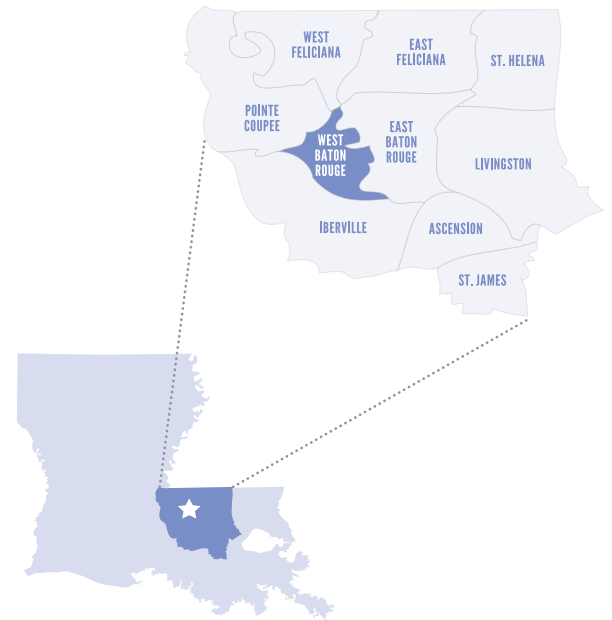 WEST
FELICIANA
EAST
FELICIANA
ST. HELENA
POINTE
COUPEE
WEST
BATON
ROUGE
EAST
BATON
ROUGE
LIVINGSTON
IBERVILLE
ASCENSION
ST. JAMES